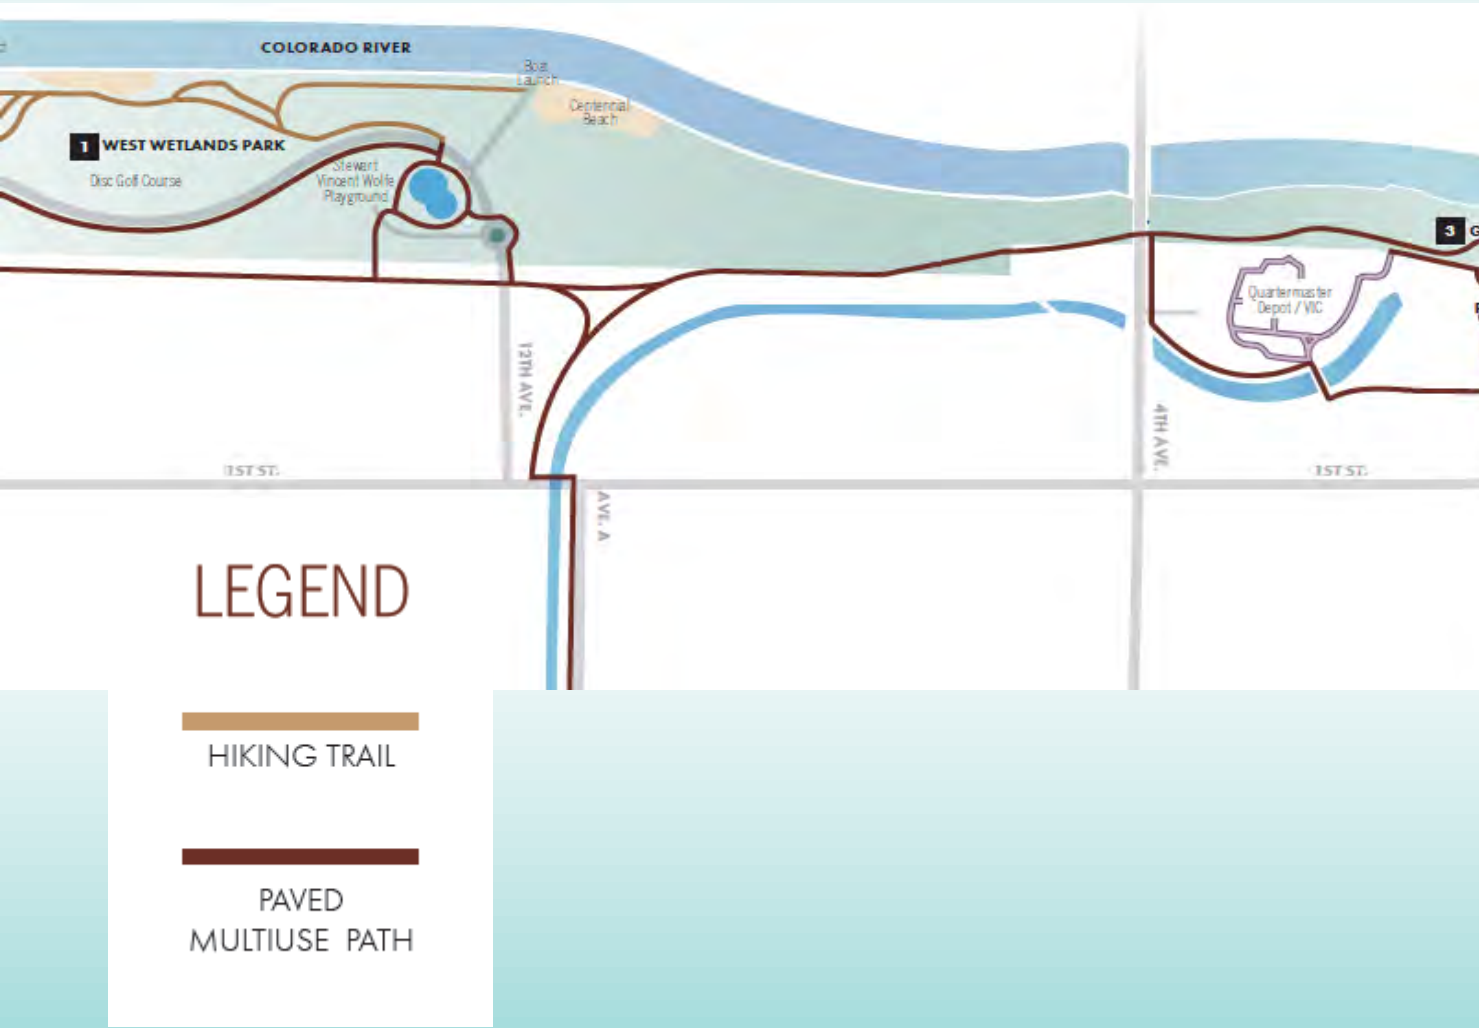 COLORADO RIVER
Boat
Launch
Centennial
Beach
1 WEST WETLANDS PARK
Disc Golf Course
Stewart
Vincent Wolfe
Playground
3
Quartermaster
Depot / VIC
12TH AVE.
4TH AVE.
1ST ST.
1ST ST.
AVE. A
LEGEND
HIKING TRAIL
PAVED
MULTIUSE PATH